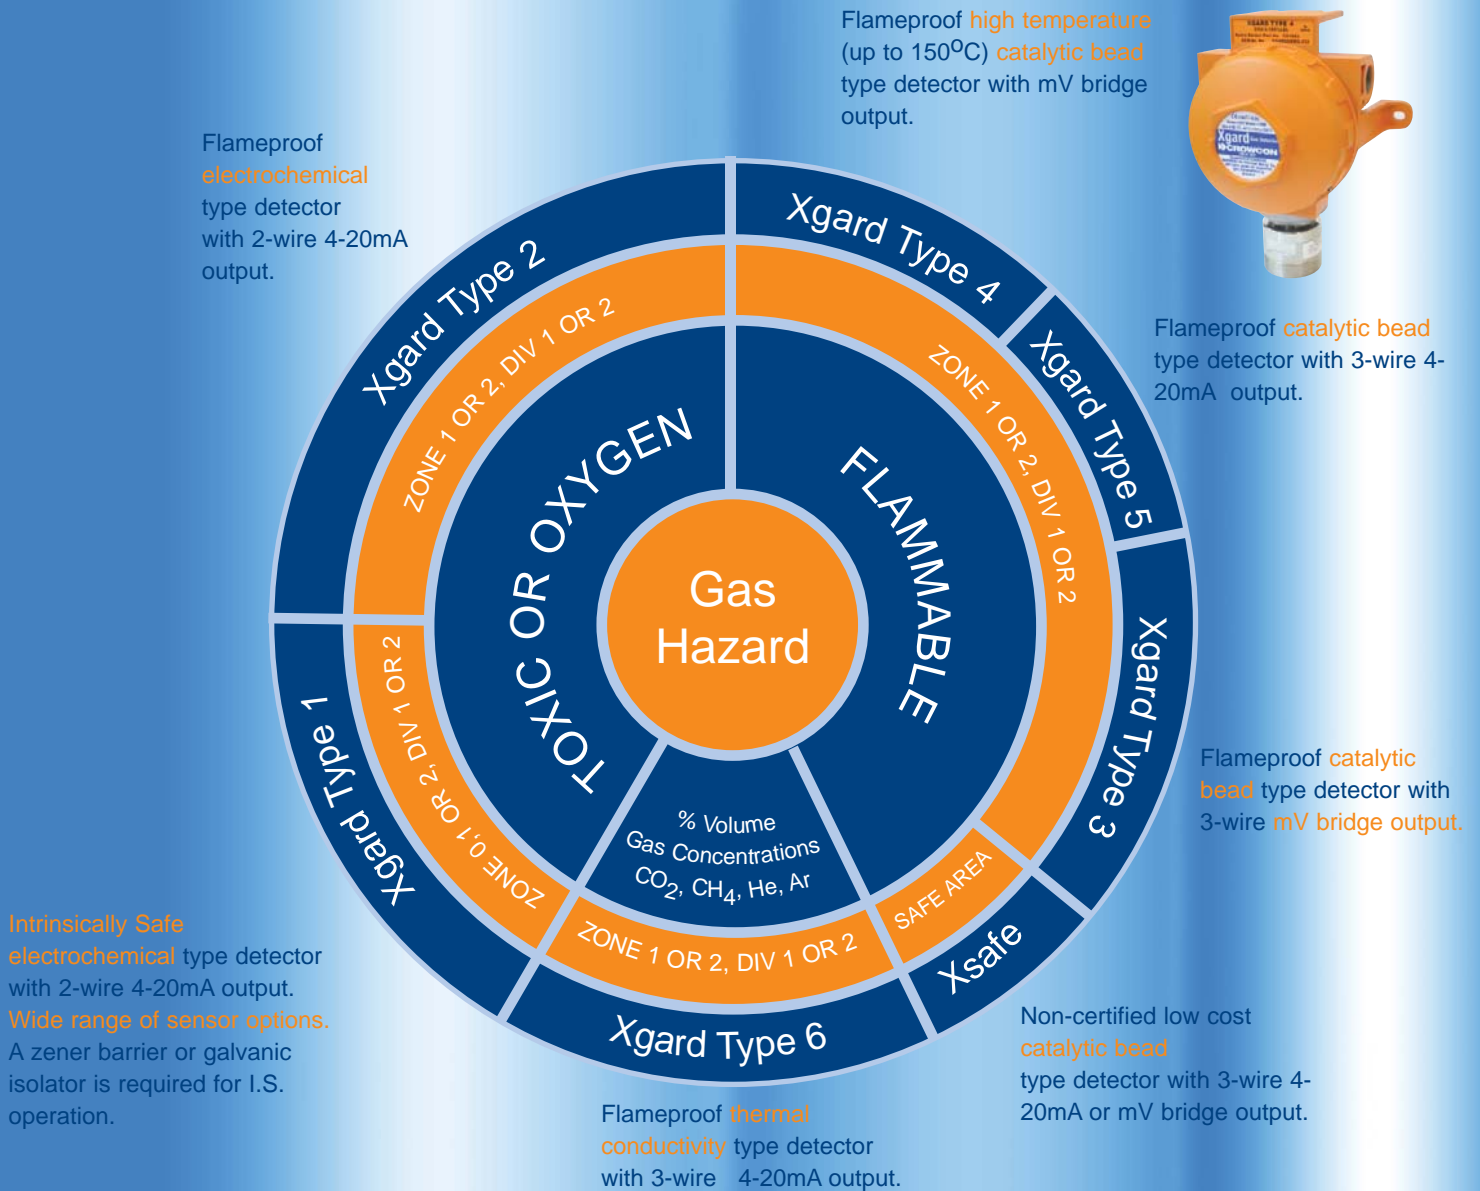 Flameproof high temperature
(up to 150°C) catalytic bead
type detector with mV bridge
output.
XGARD TYPE 4
Xgard
CROWCON
Flameproof
electrochemical
type detector
with 2-wire 4-20mA
output.
Flameproof catalytic bead
type detector with 3-wire 4-
20mA output.
Xgard Type 2
Xgard Type 4
Xgard Type 5
ZONE 1 OR 2, DIV 1 OR 2
ZONE 1 OR 2, DIV 1 OR 2
TOXIC OR OXYGEN
FLAMMABLE
Gas
Hazard
Xgard Type 1
ZONE 0,1 OR 2, DIV 1 OR 2
Xgard Type 3
Flameproof catalytic
bead type detector with
3-wire mV bridge output.
% Volume
Gas Concentrations
CO2, CH4, He, Ar
SAFE AREA
ZONE 1 OR 2, DIV 1 OR 2
Xsafe
Xgard Type 6
Intrinsically Safe
electrochemical type detector
with 2-wire 4-20mA output.
Wide range of sensor options.
A zener barrier or galvanic
isolator is required for I.S.
operation.
Non-certified low cost
catalytic bead
type detector with 3-wire 4-
20mA or mV bridge output.
Flameproof thermal
conductivity type detector
with 3-wire 4-20mA output.